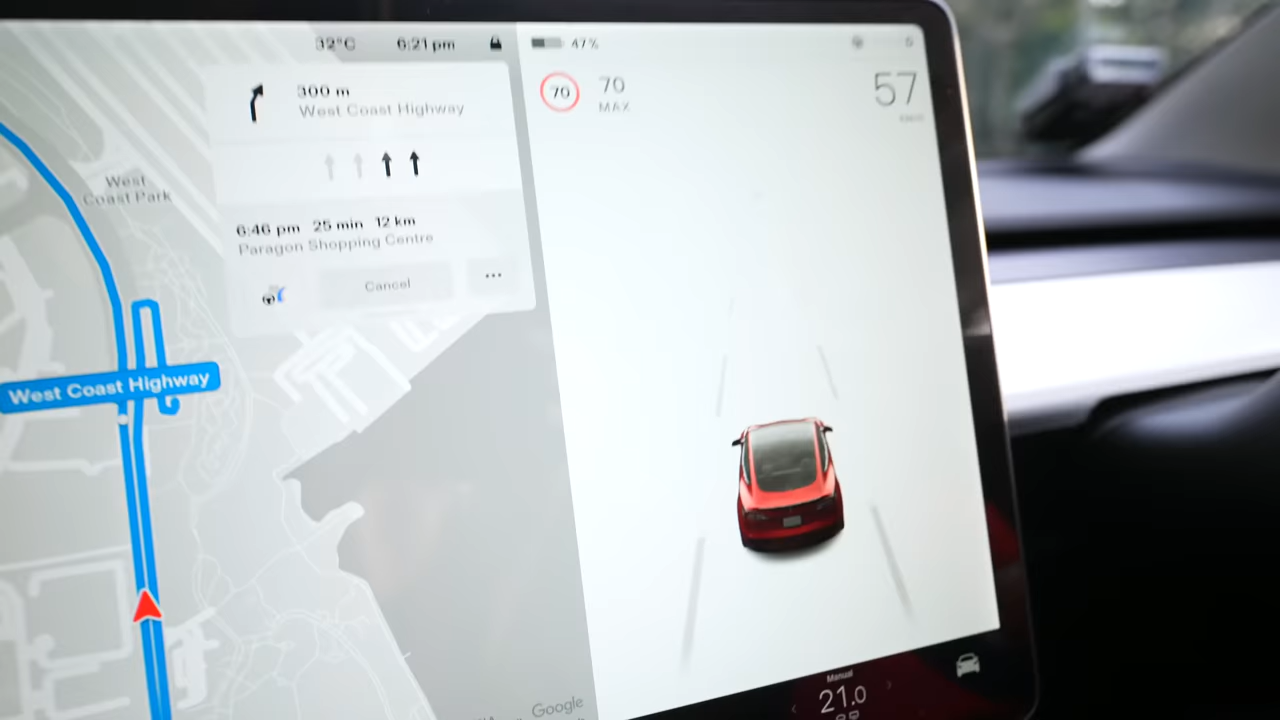 32°C 6:21 pm
47%
300 m
West Coast Highway
6:46 pm 25 min 12 km
Paragon Shopping Centre
Cancel
...
West
Coast Park
West Coast Highway
Google
70
70
MAX
57
Manual
21.0